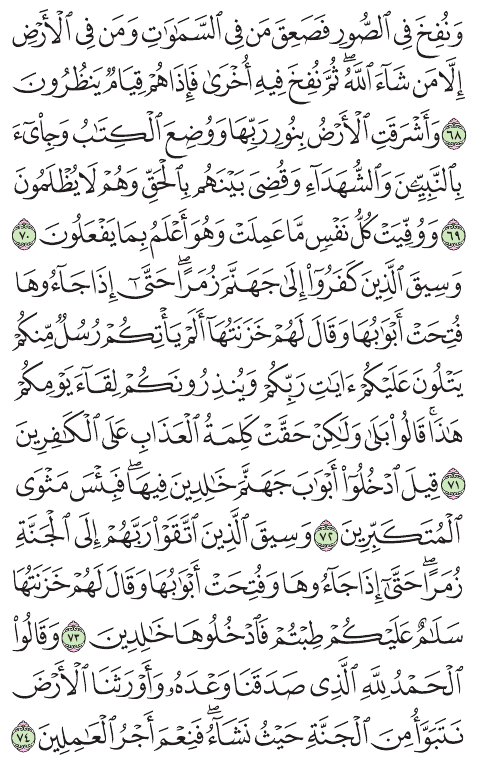 وَنُفِخَ فِي ٱلصُّورِ فَصَعِقَ مَن فِي ٱلسَّمَٰوَٰتِ وَمَن فِي ٱلْأَرْضِ
إِلَّا مَن شَآءَ ٱللَّهُ ۖ ثُمَّ نُفِخَ فِيهِ أُخْرَىٰ فَإِذَا هُمْ قِيَامٌ يَنظُرُونَ
٦٨ وَأَشْرَقَتِ ٱلْأَرْضُ بِنُورِ رَبِّهَا وَوُضِعَ ٱلْكِتَٰبُ وَجِا۟ىٓءَ
بِٱلنَّبِيِّـۧنَ وَٱلشُّهَدَآءِ وَقُضِيَ بَيْنَهُم بِٱلْحَقِّ وَهُمْ لَا يُظْلَمُونَ
٦٩ وَوُفِّيَتْ كُلُّ نَفْسٍ مَّا عَمِلَتْ وَهُوَ أَعْلَمُ بِمَا يَفْعَلُونَ ٧٠
وَسِيقَ ٱلَّذِينَ كَفَرُوٓا۟ إِلَىٰ جَهَنَّمَ زُمَرًا ۖ حَتَّىٰٓ إِذَا جَآءُوهَا
فُتِحَتْ أَبْوَٰبُهَا وَقَالَ لَهُمْ خَزَنَتُهَآ أَلَمْ يَأْتِكُمْ رُسُلٌ مِّنكُمْ
يَتْلُونَ عَلَيْكُمْ ءَايَٰتِ رَبِّكُمْ وَيُنذِرُونَكُمْ لِقَآءَ يَوْمِكُمْ
هَٰذَا ۚ قَالُوا۟ بَلَىٰ وَلَٰكِنْ حَقَّتْ كَلِمَةُ ٱلْعَذَابِ عَلَى ٱلْكَٰفِرِينَ
٧١ قِيلَ ٱدْخُلُوٓا۟ أَبْوَٰبَ جَهَنَّمَ خَٰلِدِينَ فِيهَا ۖ فَبِئْسَ مَثْوَى
ٱلْمُتَكَبِّرِينَ ٧٢ وَسِيقَ ٱلَّذِينَ ٱتَّقَوْا۟ رَبَّهُمْ إِلَى ٱلْجَنَّةِ
زُمَرًا ۖ حَتَّىٰٓ إِذَا جَآءُوهَا وَفُتِحَتْ أَبْوَٰبُهَا وَقَالَ لَهُمْ خَزَنَتُهَا
سَلَٰمٌ عَلَيْكُمْ طِبْتُمْ فَٱدْخُلُوهَا خَٰلِدِينَ ٧٣ وَقَالُوا۟
ٱلْحَمْدُ لِلَّهِ ٱلَّذِي صَدَقَنَا وَعْدَهُۥ وَأَوْرَثَنَا ٱلْأَرْضَ
نَتَبَوَّأُ مِنَ ٱلْجَنَّةِ حَيْثُ نَشَآءُ ۖ فَنِعْمَ أَجْرُ ٱلْعَٰمِلِينَ ٧٤